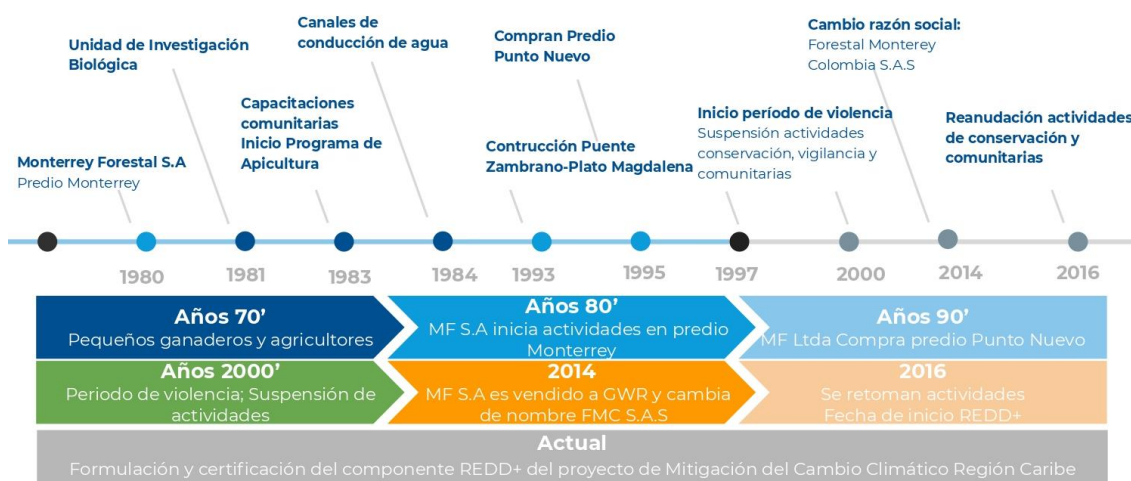 Unidad de Investigación
Biológica
Canales de
conducción de agua
Compran Predio
Punto Nuevo
Cambio razón social:
Forestal Monterey
Colombia S.A.S
Monterrey Forestal S.A
Predio Monterrey
Capacitaciones
comunitarias
Inicio Programa de
Apicultura
Contrucción Puente
Zambrano-Plato Magdalena
Inicio período de violencia
Suspensión actividades
conservación, vigilancia y
comunitarias
Reanudación actividades
de conservación y
comunitarias
1980
1981
1983
1984
1993
1995
1997
2000
2014
2016
Años 70'
Pequeños ganaderos y agricultores
Años 80'
MF S.A inicia actividades en predio
Monterrey
Años 90'
MF Ltda Compra predio Punto Nuevo
Años 2000'
Periodo de violencia; Suspensión de
actividades
2014
MF S.A es vendido a GWR y cambia
de nombre FMC S.A.S
2016
Se retoman actividades
Fecha de inicio REDD+
Actual
Formulación y certificación del componente REDD+ del proyecto de Mitigación del Cambio Climático Región Caribe